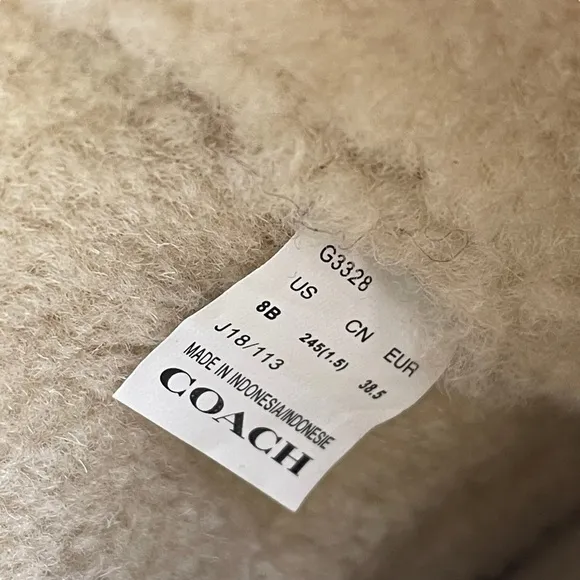 G3328
US CN EUR
8B 245(1.5) 38.5
J18/113
MADE IN INDONESIA/INDONESIE
COACH